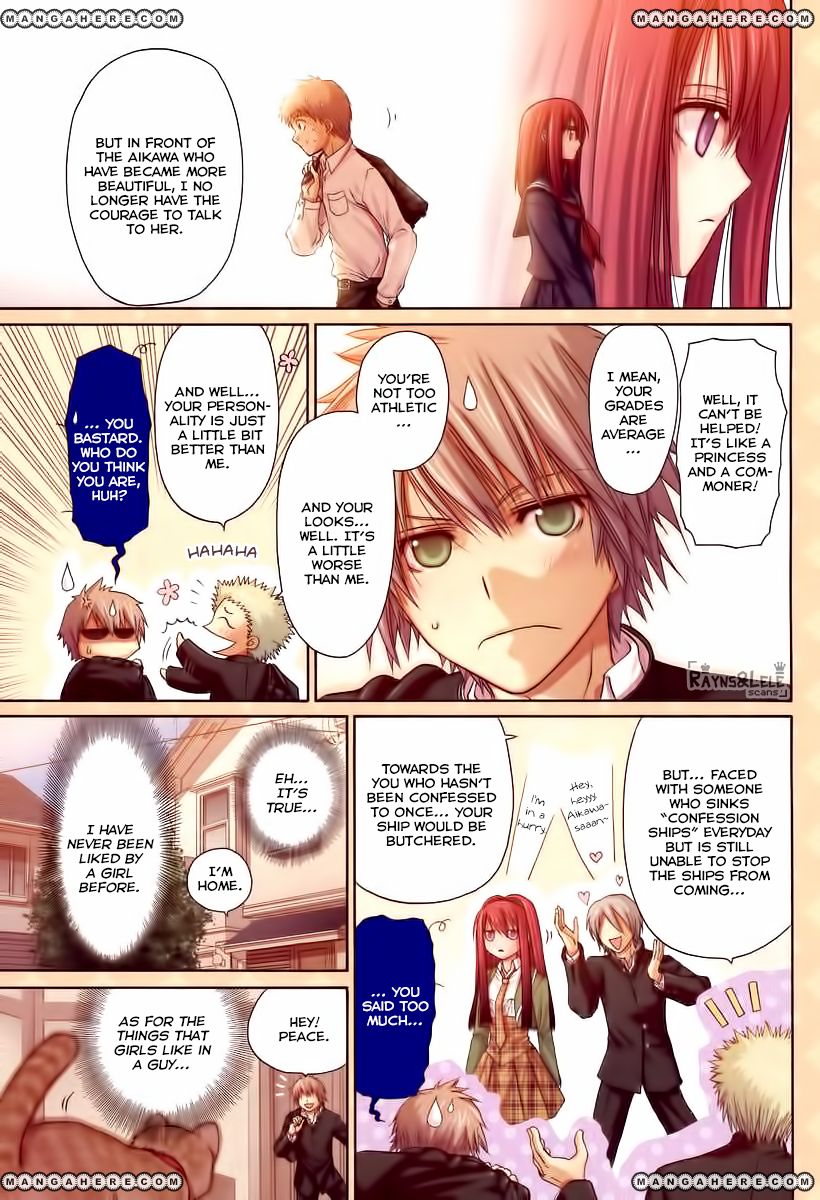 MANGAHERE.COM
MANGAHERE.COM
BUT IN FRONT OF
THE AIKAWA WHO
HAVE BECAME MORE
BEAUTIFUL, I NO
LONGER HAVE THE
COURAGE TO TALK
TO HER.
WELL, IT
CAN'T BE
HELPED!
IT'S LIKE A
PRINCESS
AND A COM-
MONER!
I MEAN,
YOUR
GRADES
ARE
AVERAGE
...
YOU'RE
NOT TOO
ATHLETIC
...
AND YOUR
LOOKS...
WELL. IT'S
A LITTLE
WORSE
THAN ME.
AND WELL...
YOUR PERSON-
ALITY IS JUST
A LITTLE BIT
BETTER THAN
ME.
HAHAHA
... YOU
BASTARD.
WHO DO
YOU THINK
YOU ARE,
HUH?
RAYNS&LELE
scans
BUT... FACED
WITH SOMEONE
WHO SINKS
"CONFESSION
SHIPS" EVERYDAY
BUT IS STILL
UNABLE TO STOP
THE SHIPS FROM
COMING...
Hey,
heyyy
Aikawa-
saaan~
I'm
in a
hurry
TOWARDS THE
YOU WHO HASN'T
BEEN CONFESSED
TO ONCE... YOUR
SHIP WOULD BE
BUTCHERED.
... YOU
SAID TOO
MUCH...
EH...
IT'S
TRUE...
I'M
HOME.
I HAVE
NEVER BEEN
LIKED BY
A GIRL
BEFORE.
HEY!
PEACE.
AS FOR THE
THINGS THAT
GIRLS LIKE IN
A GUY...
MANGAHERE.COM
MANGAHERE.COM